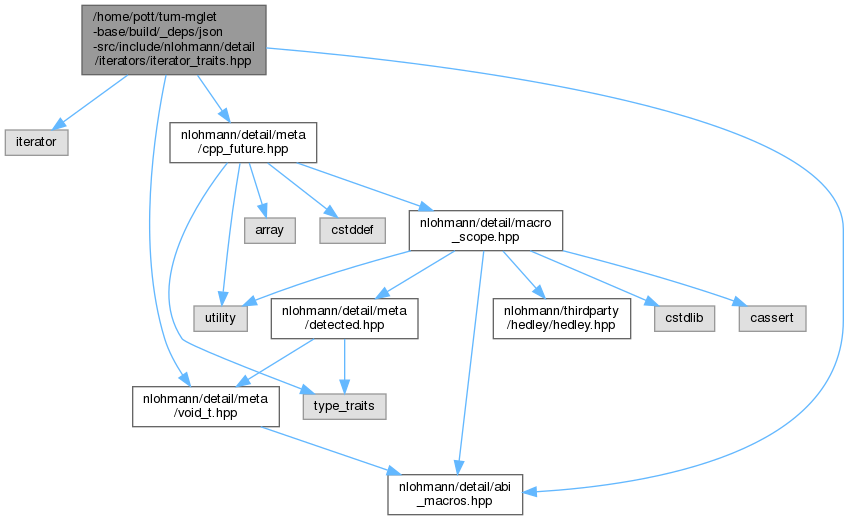 /home/pott/tum-mglet
-base/build/_deps/json
-src/include/nlohmann/detail
/iterators/iterator_traits.hpp
iterator
nlohmann/detail/meta
/cpp_future.hpp
array
cstddef
nlohmann/detail/macro
_scope.hpp
utility
nlohmann/detail/meta
/detected.hpp
nlohmann/thirdparty
/hedley/hedley.hpp
cstdlib
cassert
nlohmann/detail/meta
/void_t.hpp
type_traits
nlohmann/detail/abi
_macros.hpp